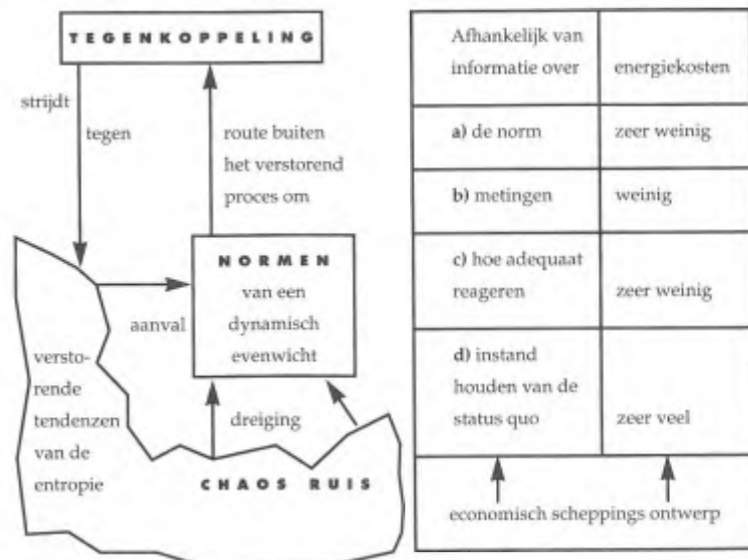 TEGENKOPPELING
strijdt
tegen
route buiten
het verstorend
proces om
NORMEN
van een
dynamisch
evenwicht
aanval
versto-
rende
tendenzen
van de
entropie
dreiging
CHAOS RUIS
Afhankelijk van
informatie over
energiekosten
a) de norm
zeer weinig
b) metingen
weinig
c) hoe adequaat
reageren
zeer weinig
d) instand
houden van de
status quo
zeer veel
economisch scheppings ontwerp